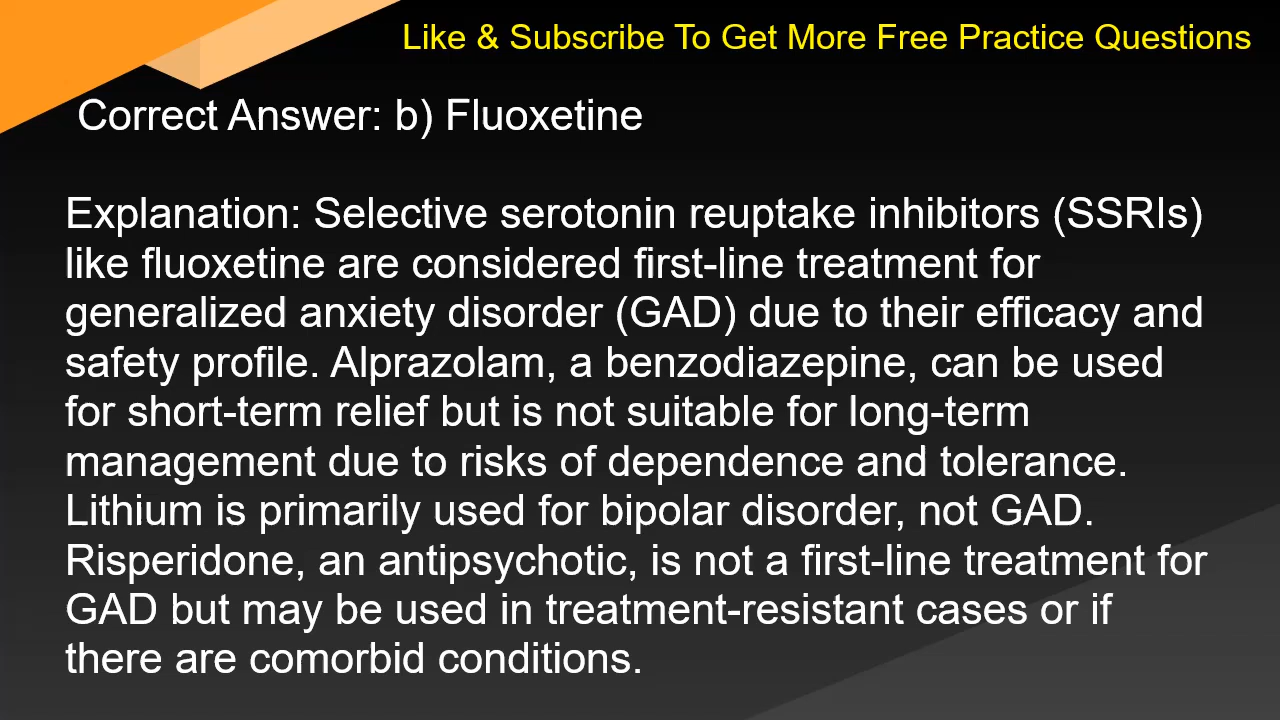 Like & Subscribe To Get More Free Practice Questions
Correct Answer: b) Fluoxetine
Explanation: Selective serotonin reuptake inhibitors (SSRIs)
like fluoxetine are considered first-line treatment for
generalized anxiety disorder (GAD) due to their efficacy and
safety profile. Alprazolam, a benzodiazepine, can be used
for short-term relief but is not suitable for long-term
management due to risks of dependence and tolerance.
Lithium is primarily used for bipolar disorder, not GAD.
Risperidone, an antipsychotic, is not a first-line treatment for
GAD but may be used in treatment-resistant cases or if
there are comorbid conditions.